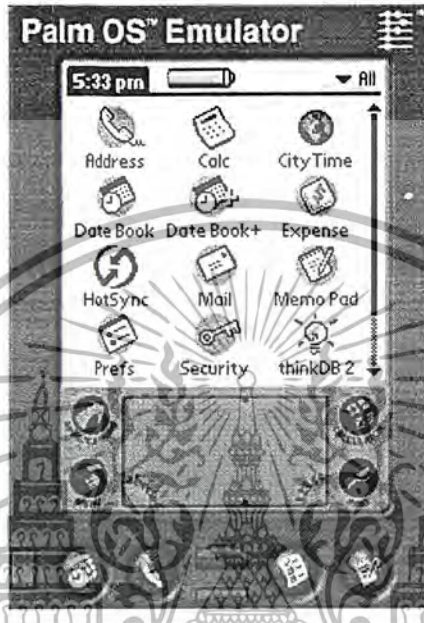 Palm OS™ Emulator
5:33 pm All
Address Calc CityTime
Date Book Date Book+ Expense
HotSync Mail Memo Pad
Prefs Security thinkDB 2